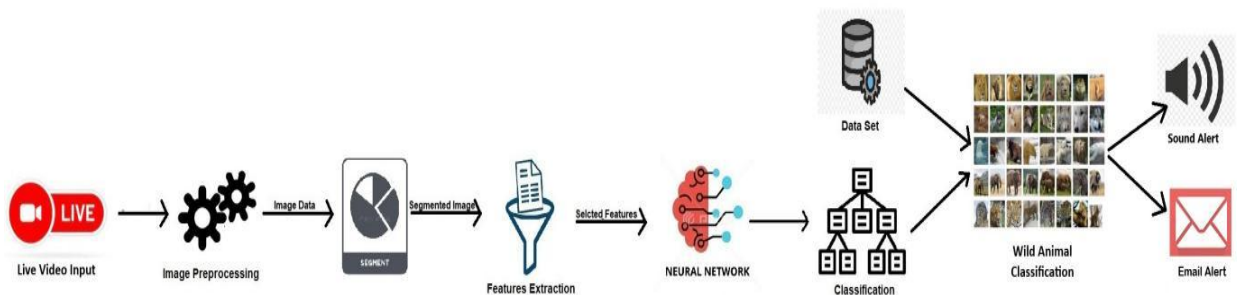 LIVE
Live Video Input
Image Preprocessing
Image Data
SEGMENT
Segmented Image
Features Extraction
Selcted Features
NEURAL NETWORK
Data Set
Classification
Wild Animal
Classification
Sound Alert
Email Alert